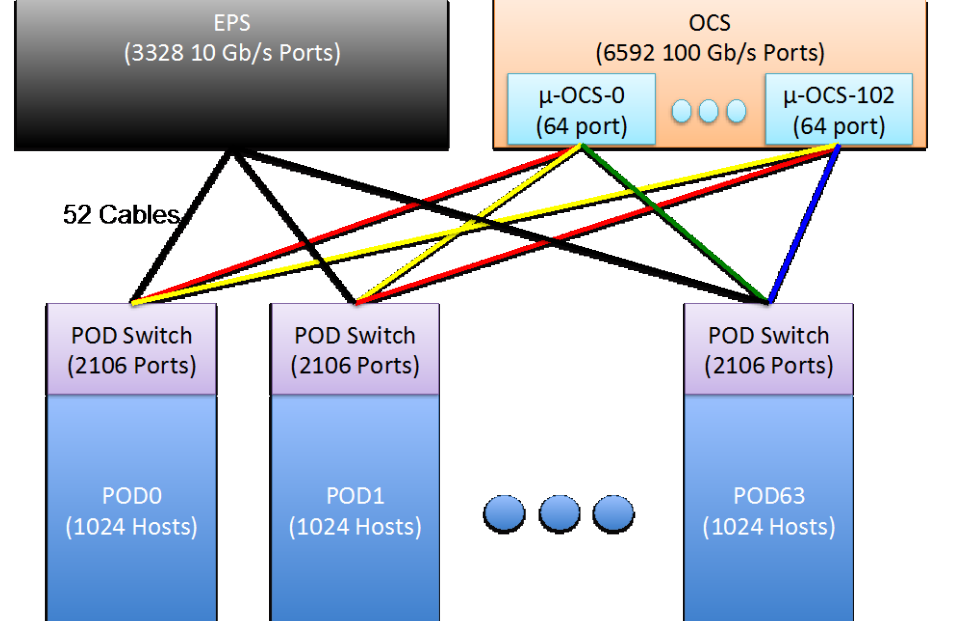 EPS
(3328 10 Gb/s Ports)
OCS
(6592 100 Gb/s Ports)
µ-OCS-0
(64 port)
µ-OCS-102
(64 port)
52 Cables
POD Switch
(2106 Ports)
POD Switch
(2106 Ports)
POD Switch
(2106 Ports)
POD0
(1024 Hosts)
POD1
(1024 Hosts)
POD63
(1024 Hosts)